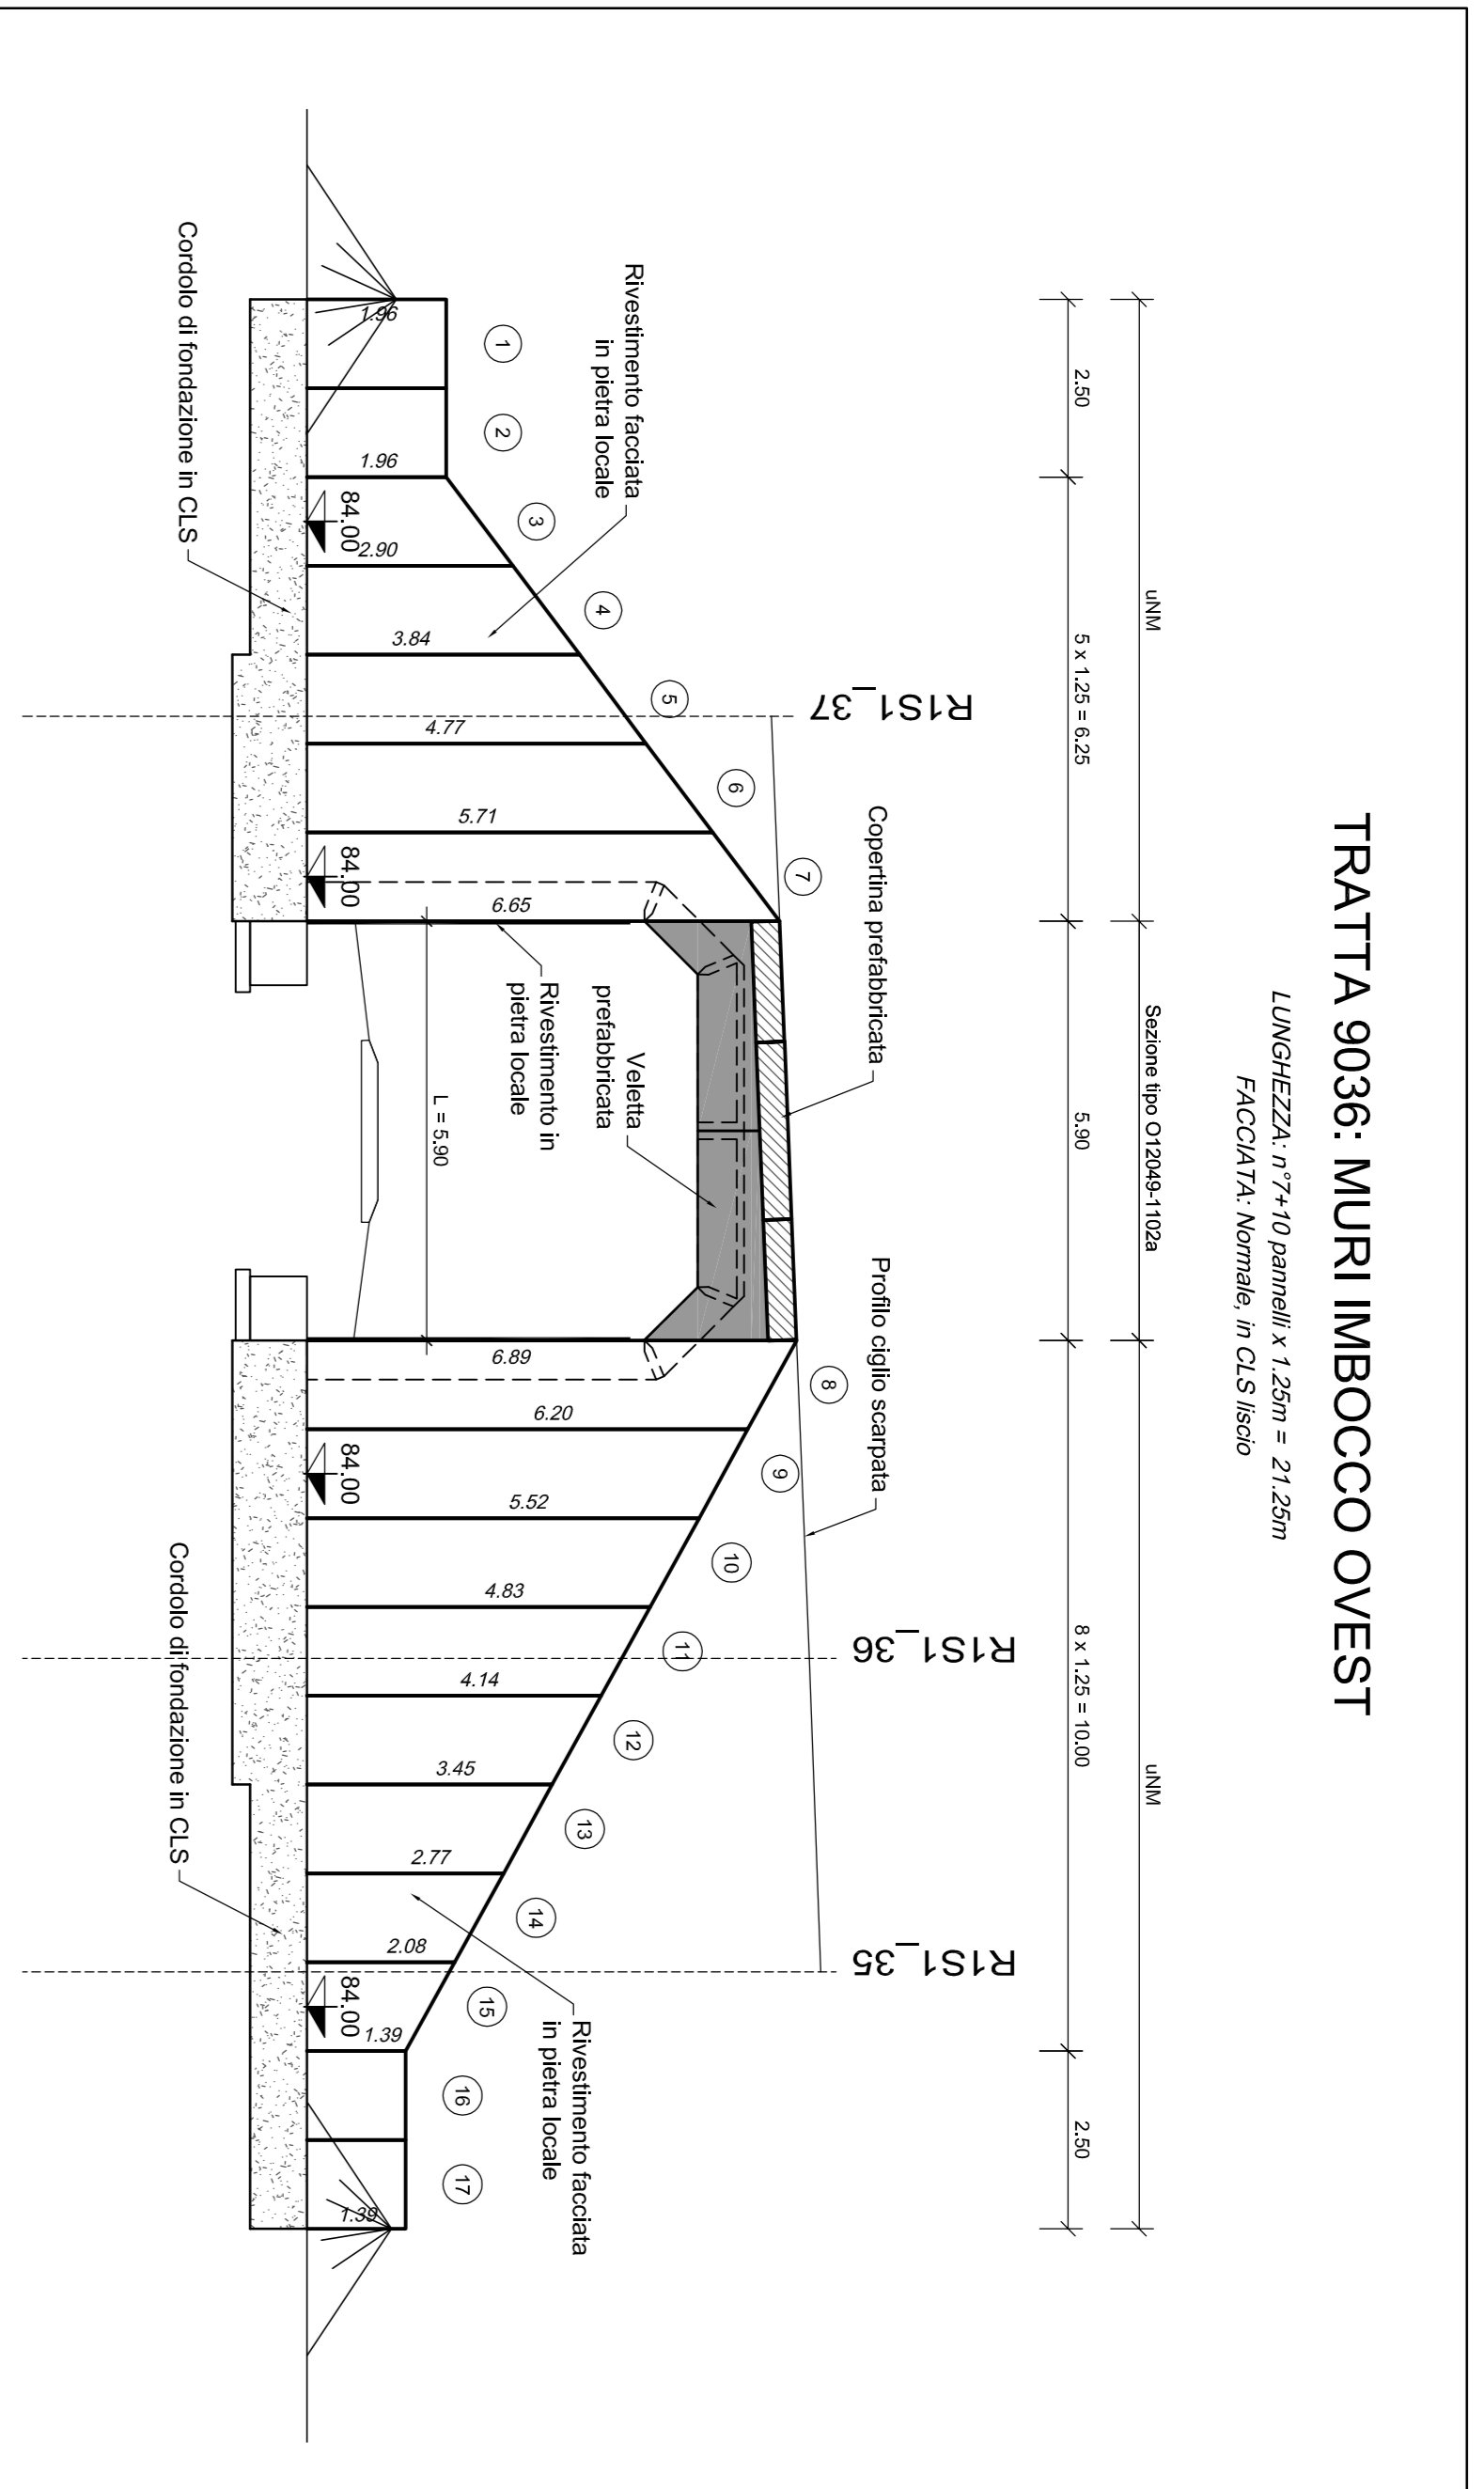 TRATTA 9036: MURI IMBOCCO OVEST
LUNGHEZZA: n°7+10 pannelli x 1.25m = 21.25m
FACCIATA: Normale, in CLS liscio
uNM
Sezione tipo O12049-1102a
uNM
2.50
5 x 1.25 = 6.25
5.90
8 x 1.25 = 10.00
2.50
R1S1_37
R1S1_36
R1S1_35
Copertina prefabbricata
Profilo ciglio scarpata
Rivestimento facciata
in pietra locale
1
2
3
4
5
6
7
8
9
10
11
12
13
14
15
16
17
Veletta
prefabbricata
Rivestimento in
pietra locale
Rivestimento facciata
in pietra locale
L = 5.90
1.96
1.96
2.90
3.84
4.77
5.71
6.65
6.89
6.20
5.52
4.83
4.14
3.45
2.77
2.08
1.39
1.39
84.00
84.00
84.00
84.00
Cordolo di fondazione in CLS
Cordolo di fondazione in CLS